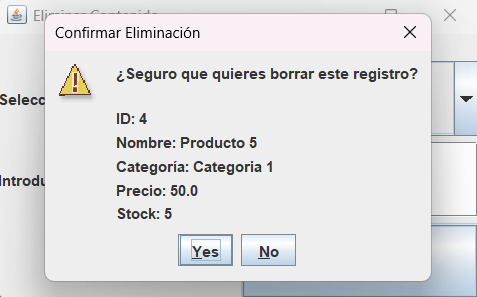 Eliminar Contenido
Confirmar Eliminación
¿Seguro que quieres borrar este registro?
Selecc
ID: 4
Nombre: Producto 5
Categoría: Categoria 1
Introdu
Precio: 50.0
Stock: 5
Yes No